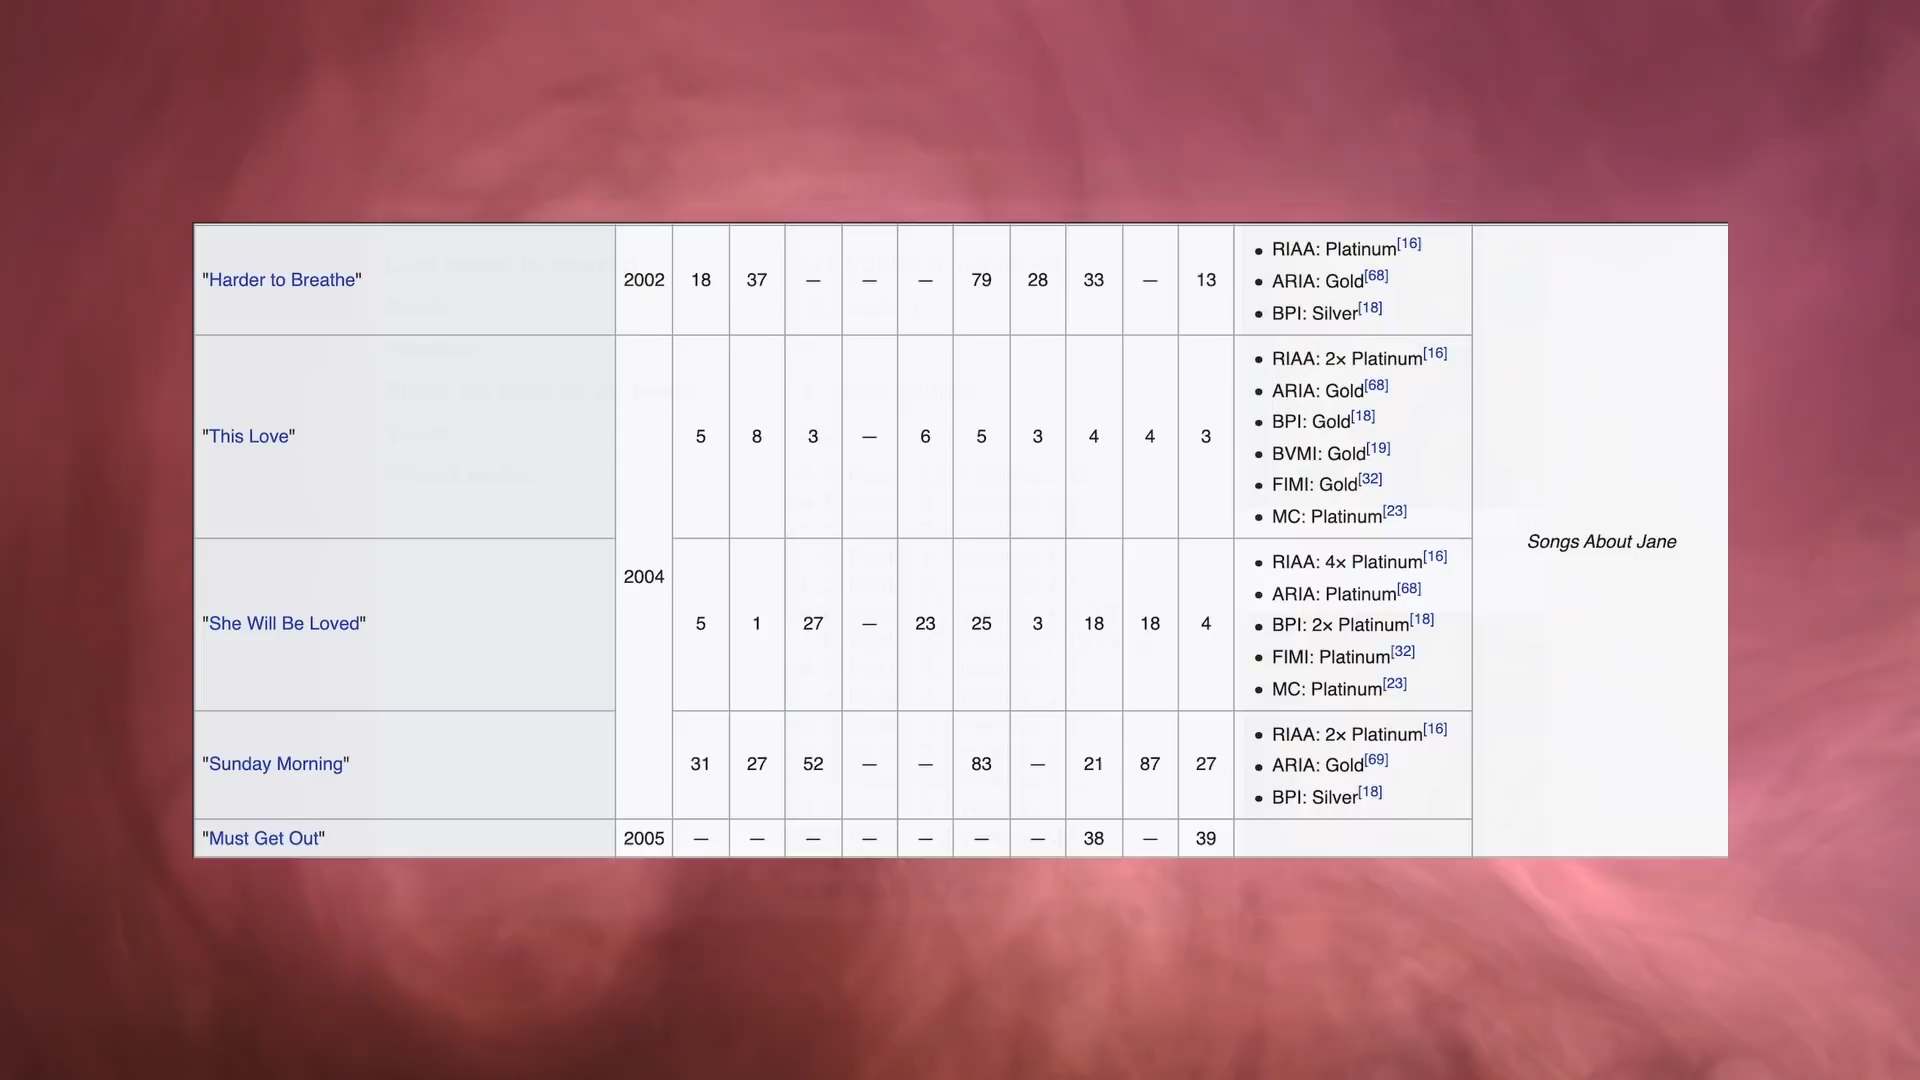 "Harder to Breathe" 2002 18 37 — — — 79 28 33 — 13
• RIAA: Platinum[16]
• ARIA: Gold[68]
• BPI: Silver[18]
"This Love" 2004 5 8 3 — 6 5 3 4 4 3
• RIAA: 2× Platinum[16]
• ARIA: Gold[68]
• BPI: Gold[18]
• BVMI: Gold[19]
• FIMI: Gold[32]
• MC: Platinum[23]
"She Will Be Loved" 5 1 27 — 23 25 3 18 18 4
• RIAA: 4× Platinum[16]
• ARIA: Platinum[68]
• BPI: 2× Platinum[18]
• FIMI: Platinum[32]
• MC: Platinum[23]
"Sunday Morning" 31 27 52 — — 83 — 21 87 27
• RIAA: 2× Platinum[16]
• ARIA: Gold[69]
• BPI: Silver[18]
"Must Get Out" 2005 — — — — — — — 38 — 39
Songs About Jane